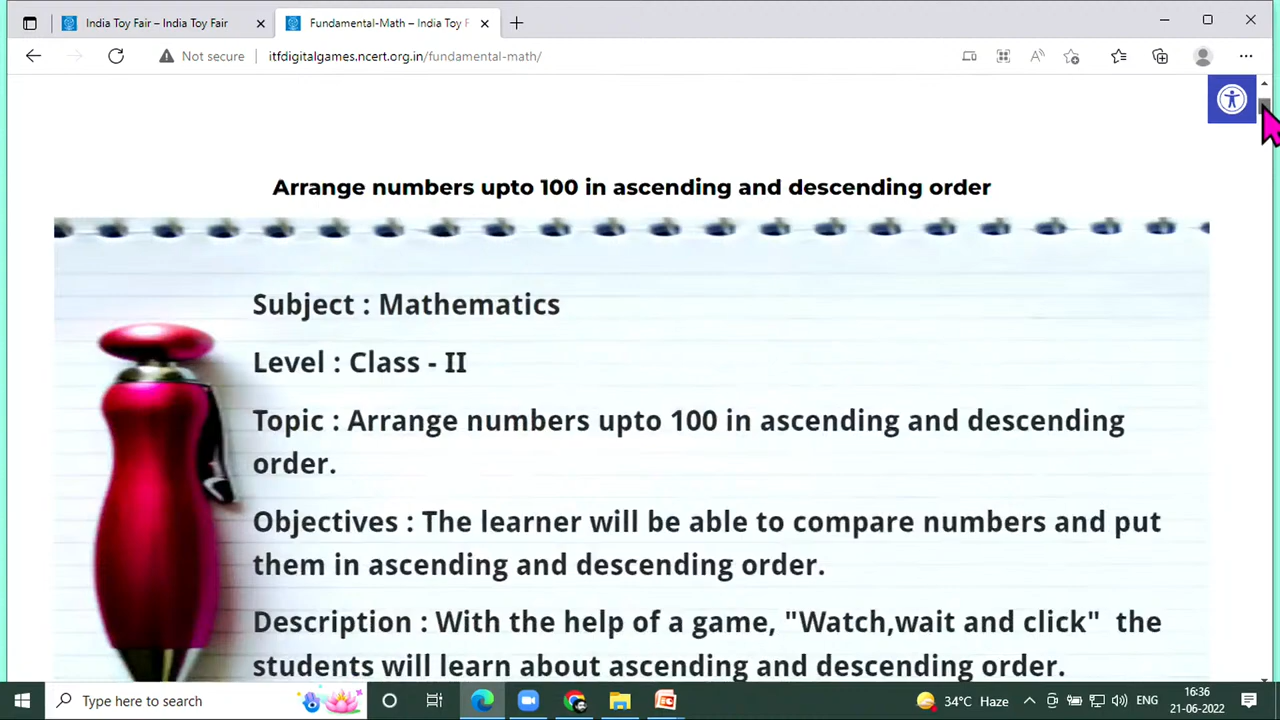 India Toy Fair – India Toy Fair
Fundamental-Math – India Toy F
Not secure
itfdigitalgames.ncert.org.in/fundamental-math/
Arrange numbers upto 100 in ascending and descending order
Subject : Mathematics
Level : Class - II
Topic : Arrange numbers upto 100 in ascending and descending
order.
Objectives : The learner will be able to compare numbers and put
them in ascending and descending order.
Description : With the help of a game, "Watch,wait and click" the
students will learn about ascending and descending order.
Type here to search
34°C Haze
ENG
16:36
21-06-2022